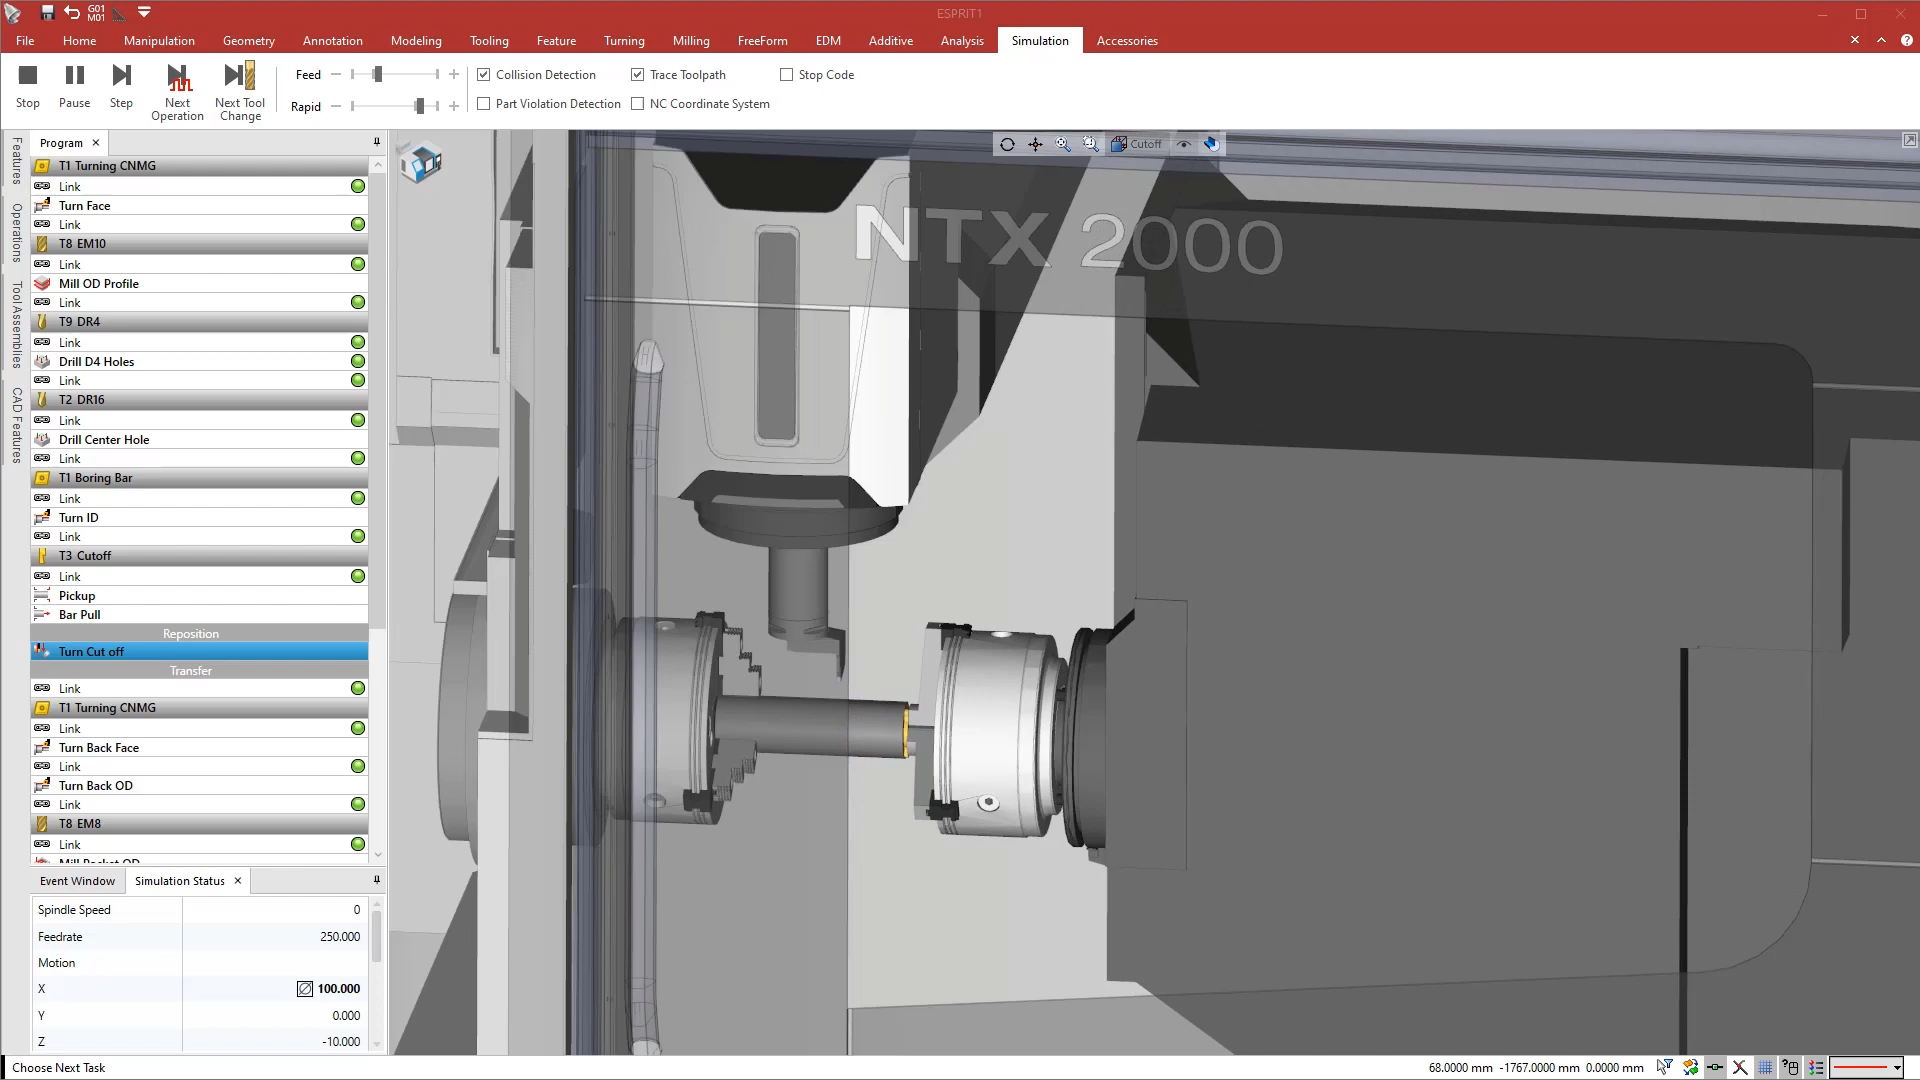 G01
M01
ESPRIT1
File Home Manipulation Geometry Annotation Modeling Tooling Feature Turning Milling FreeForm EDM Additive Analysis Simulation Accessories
Stop
Pause
Step
Next Operation
Next Tool Change
Feed
Rapid
Collision Detection
Trace Toolpath
Stop Code
Part Violation Detection
NC Coordinate System
Features
Operations
Tool Assemblies
CAD Features
Program
T1 Turning CNMG
Link
Turn Face
Link
T8 EM10
Link
Mill OD Profile
Link
T9 DR4
Link
Drill D4 Holes
Link
T2 DR16
Link
Drill Center Hole
Link
T1 Boring Bar
Link
Turn ID
Link
T3 Cutoff
Link
Pickup
Bar Pull
Reposition
Turn Cut off
Transfer
Link
T1 Turning CNMG
Link
Turn Back Face
Link
Turn Back OD
Link
T8 EM8
Link
Mill Pocket OD
Cutoff
NTX 2000
Event Window
Simulation Status
Spindle Speed 0
Feedrate 250.000
Motion
X 100.000
Y 0.000
Z -10.000
Choose Next Task
68.0000 mm -1767.0000 mm 0.0000 mm